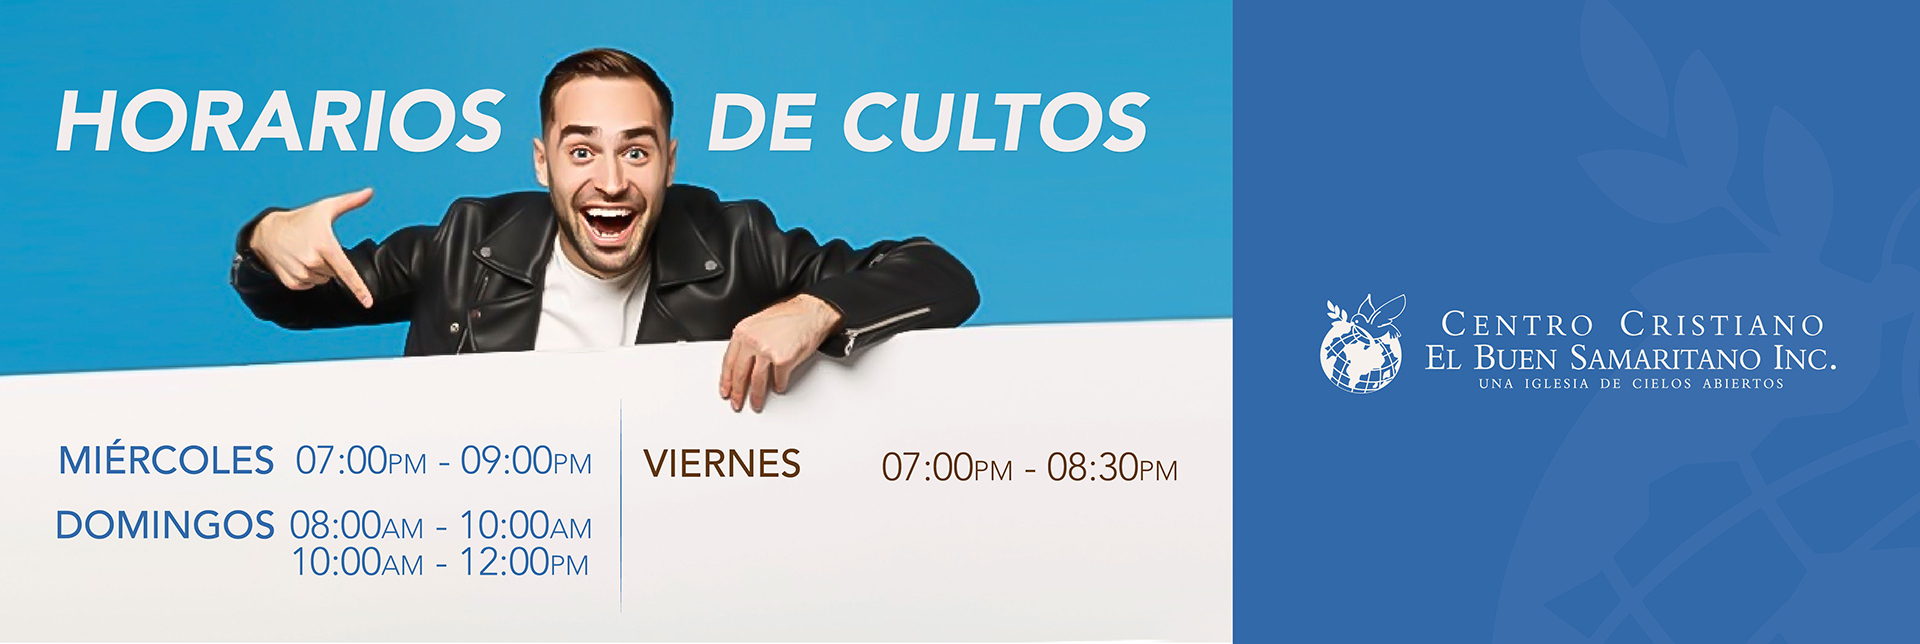 HORARIOS DE CULTOS
MIÉRCOLES 07:00PM - 09:00PM
DOMINGOS 08:00AM - 10:00AM
10:00AM - 12:00PM
VIERNES 07:00PM - 08:30PM
CENTRO CRISTIANO
EL BUEN SAMARITANO INC.
UNA IGLESIA DE CIELOS ABIERTOS